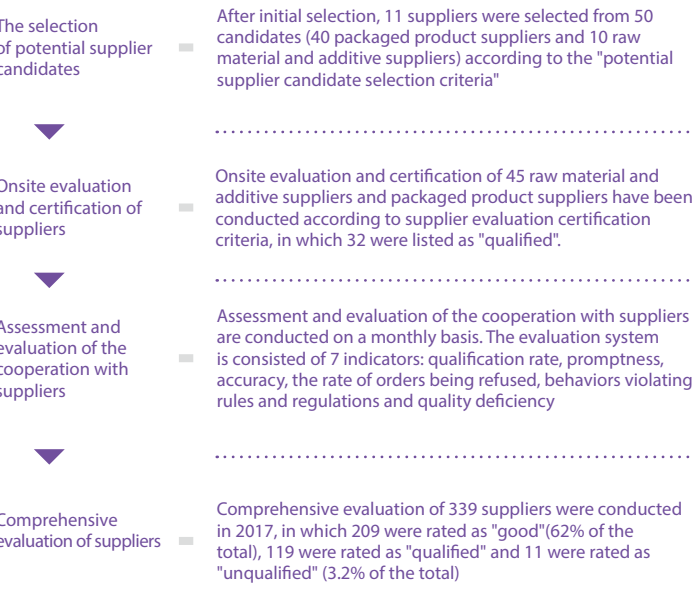 The selection
of potential supplier
candidates
After initial selection, 11 suppliers were selected from 50
candidates (40 packaged product suppliers and 10 raw
material and additive suppliers) according to the "potential
supplier candidate selection criteria"
Onsite evaluation
and certification of
suppliers
Onsite evaluation and certification of 45 raw material and
additive suppliers and packaged product suppliers have been
conducted according to supplier evaluation certification
criteria, in which 32 were listed as "qualified".
Assessment and
evaluation of the
cooperation with
suppliers
Assessment and evaluation of the cooperation with suppliers
are conducted on a monthly basis. The evaluation system
is consisted of 7 indicators: qualification rate, promptness,
accuracy, the rate of orders being refused, behaviors violating
rules and regulations and quality deficiency
Comprehensive
evaluation of suppliers
Comprehensive evaluation of 339 suppliers were conducted
in 2017, in which 209 were rated as "good"(62% of the
total), 119 were rated as "qualified" and 11 were rated as
"unqualified" (3.2% of the total)